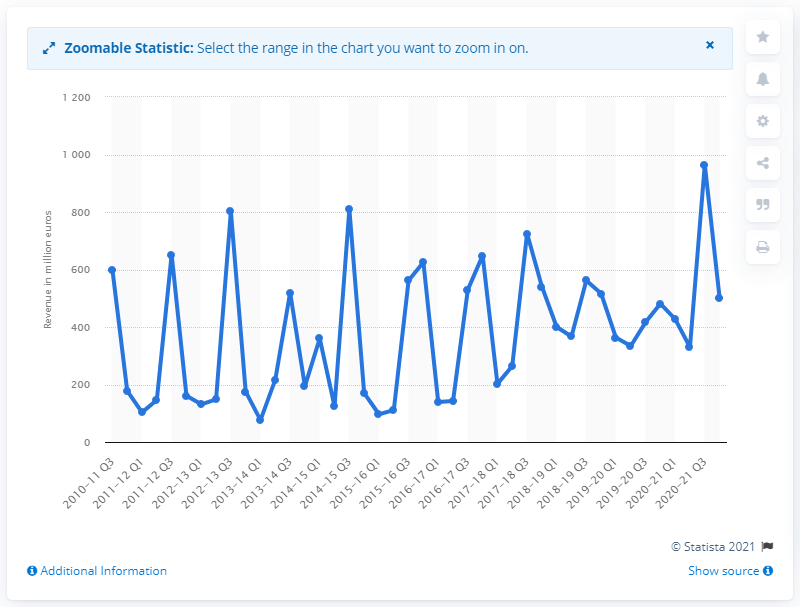 Zoomable Statistic: Select the range in the chart you want to zoom in on.
1 200
1 000
800
600
400
200
0
Revenue in million euros
2010-11 Q3
2011-12 Q1
2011-12 Q3
2012-13 Q1
2012-13 Q3
2013-14 Q1
2013-14 Q3
2014-15 Q1
2014-15 Q3
2015-16 Q1
2015-16 Q3
2016-17 Q1
2016-17 Q3
2017-18 Q1
2017-18 Q3
2018-19 Q1
2018-19 Q3
2019-20 Q1
2019-20 Q3
2020-21 Q1
2020-21 Q3
© Statista 2021
Additional Information
Show source